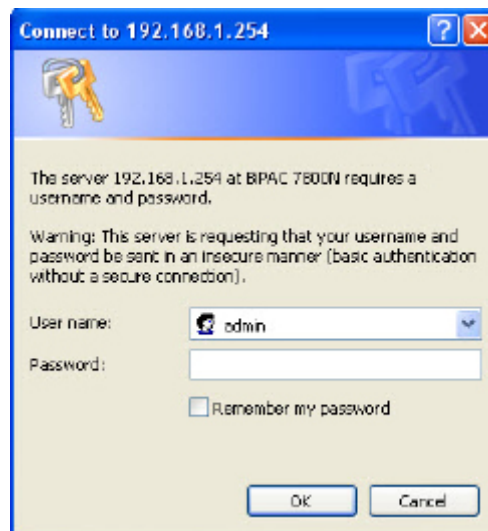 Connect to 192.168.1.254
The server 192.168.1.254 at BiPAC 7800N requires a
username and password.
Warning: This server is requesting that your username and
password be sent in an insecure manner (basic authentication
without a secure connection).
User name:
admin
Password:
Remember my password
OK
Cancel